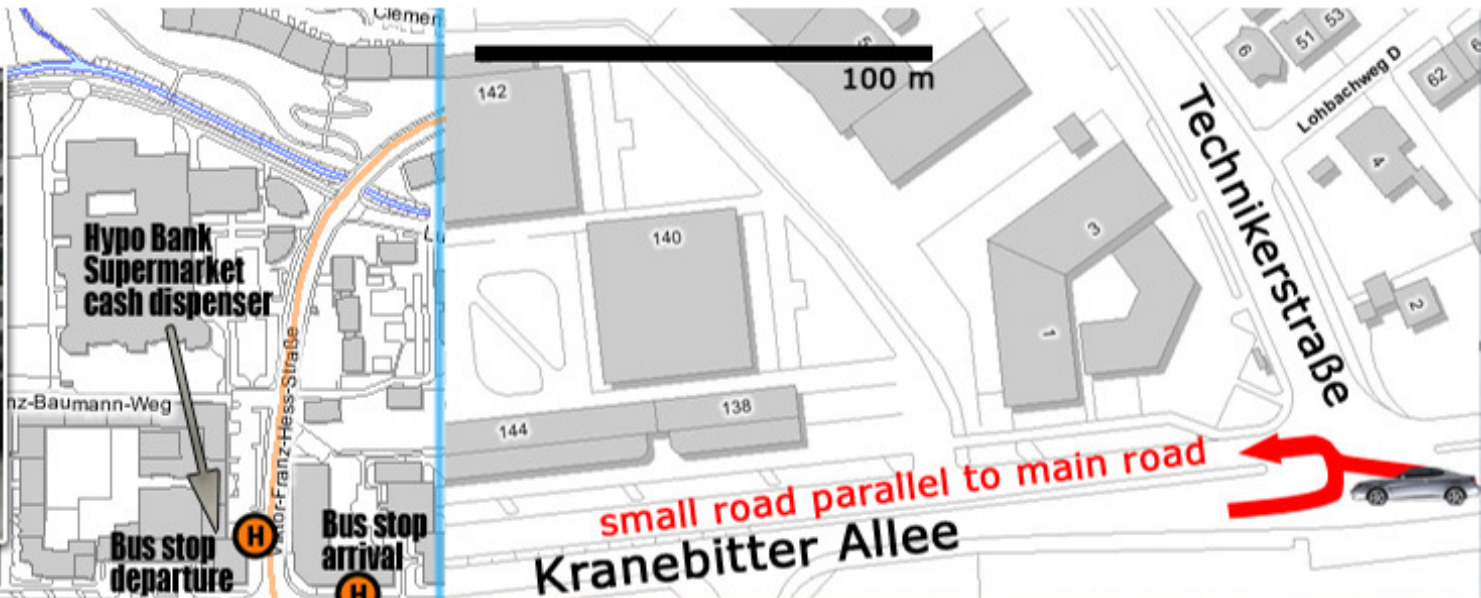 Hypo Bank
Supermarket
cash dispenser
nz-Baumann-Weg
Viktor-Franz-Hess-Straße
Bus stop
departure
H
Bus stop
arrival
H
100 m
142
140
144
138
small road parallel to main road
Kranebitter Allee
Technikerstraße
Lohbachweg D
1
3
6
51
53
62
4
2